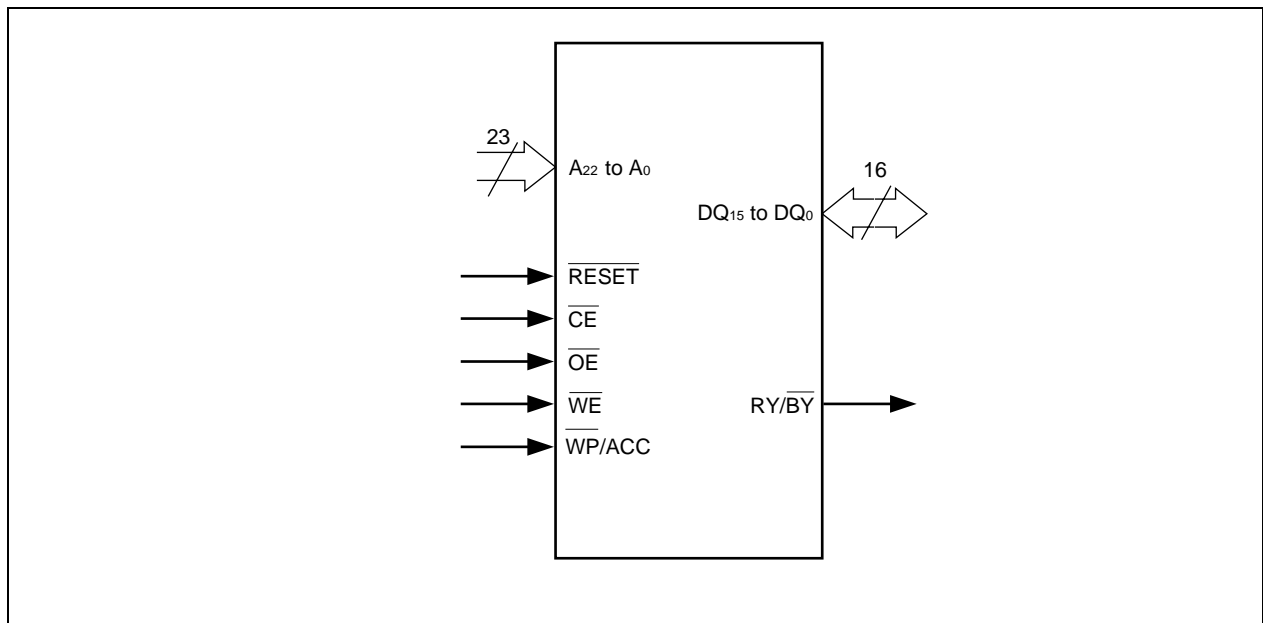 23
A22 to A0
16
DQ15 to DQ0
RESET
CE
OE
WE
RY/BY
WP/ACC